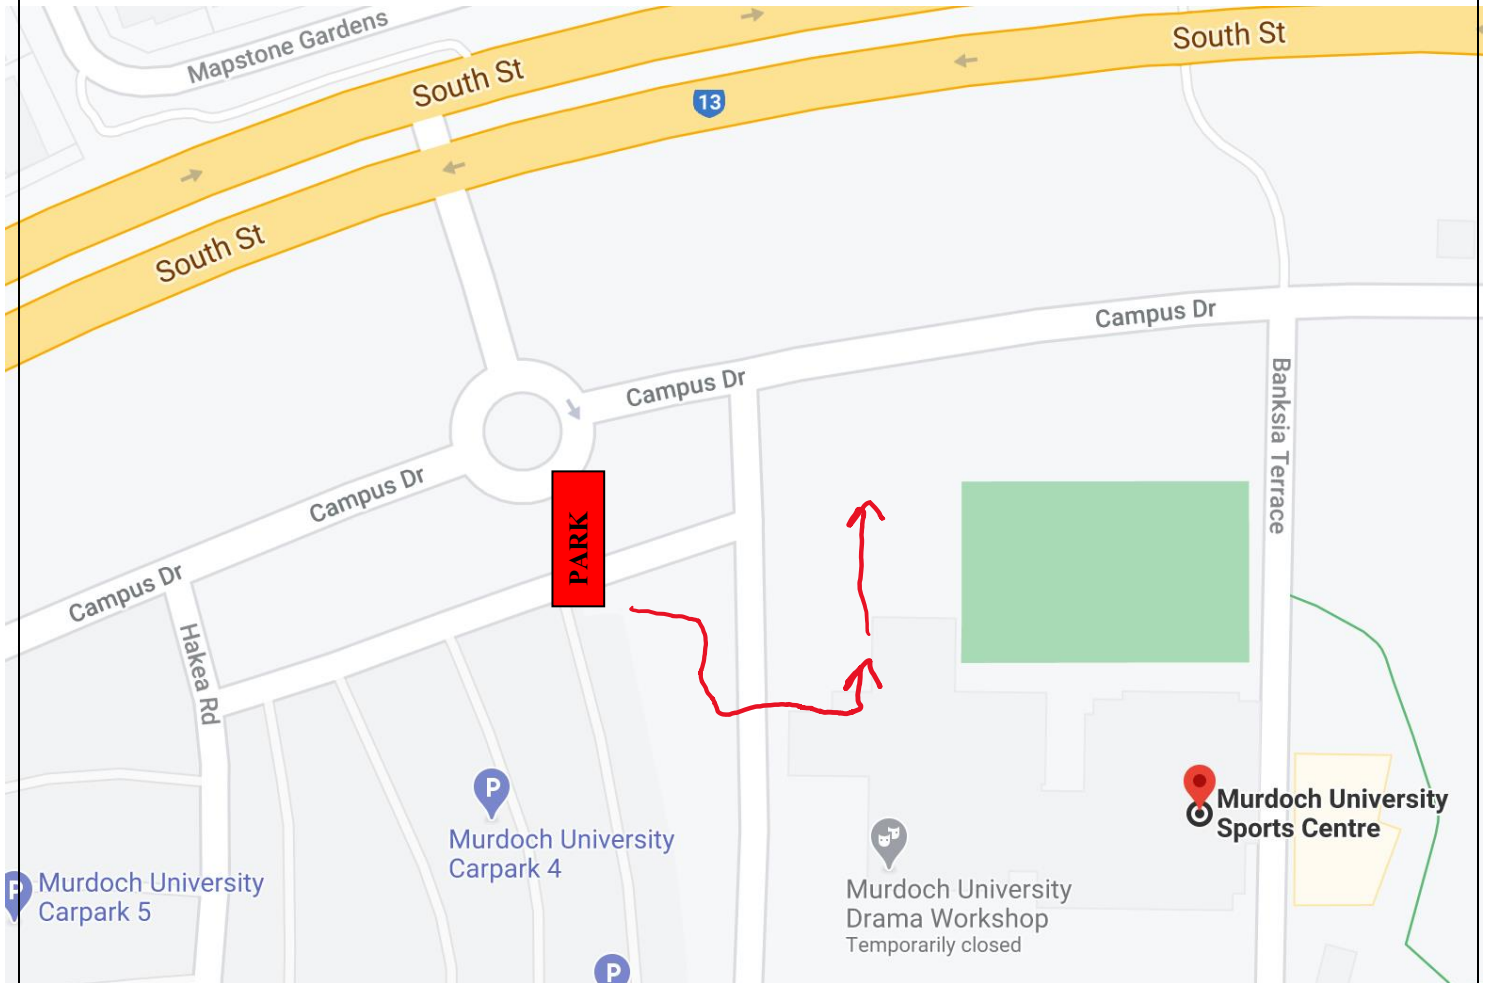 Mapstone Gardens
South St
South St
13
South St
Campus Dr
Campus Dr
Campus Dr
Campus Dr
Banksia Terrace
PARK
Hakea Rd
P
Murdoch University
Carpark 4
P
Murdoch University
Carpark 5
Murdoch University
Sports Centre
Murdoch University
Drama Workshop
Temporarily closed
P